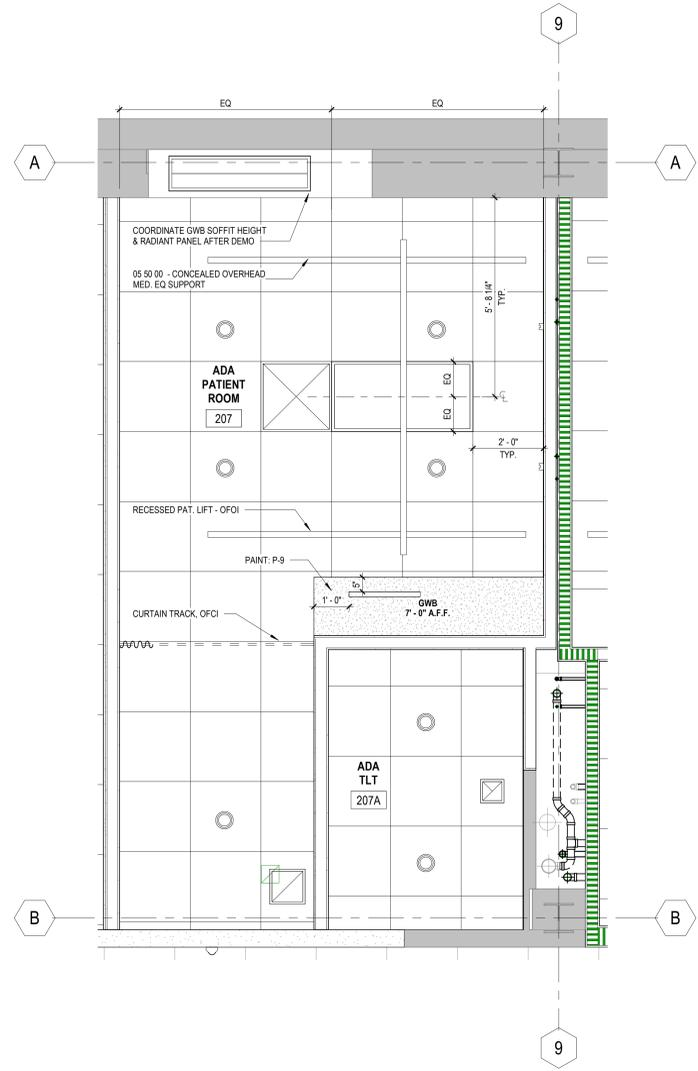 9
EQ
EQ
A
A
COORDINATE GWB SOFFIT HEIGHT
& RADIANT PANEL AFTER DEMO
05 50 00 - CONCEALED OVERHEAD
MED. EQ SUPPORT
5' - 8 1/4"
TYP.
ADA
PATIENT
ROOM
207
EQ
EQ
CL
2' - 0"
TYP.
RECESSED PAT. LIFT - OFOI
PAINT: P-9
5"
1' - 0"
GWB
7' - 0" A.F.F.
CURTAIN TRACK, OFCI
ADA
TLT
207A
B
B
9